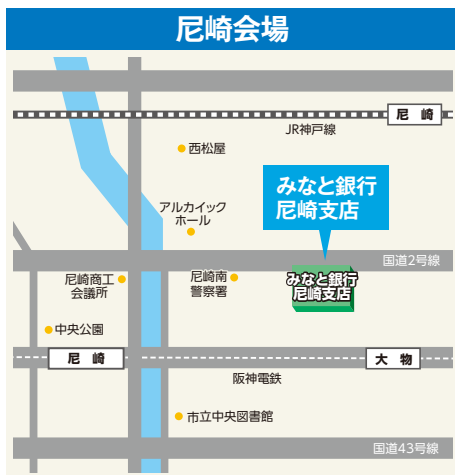 尼崎会場
尼 崎
JR神戸線
西松屋
みなと銀行
尼崎支店
アルカイック
ホール
国道2号線
尼崎商工
会議所
尼崎南
警察署
みなと銀行
尼崎支店
中央公園
尼 崎
大 物
阪神電鉄
市立中央図書館
国道43号線